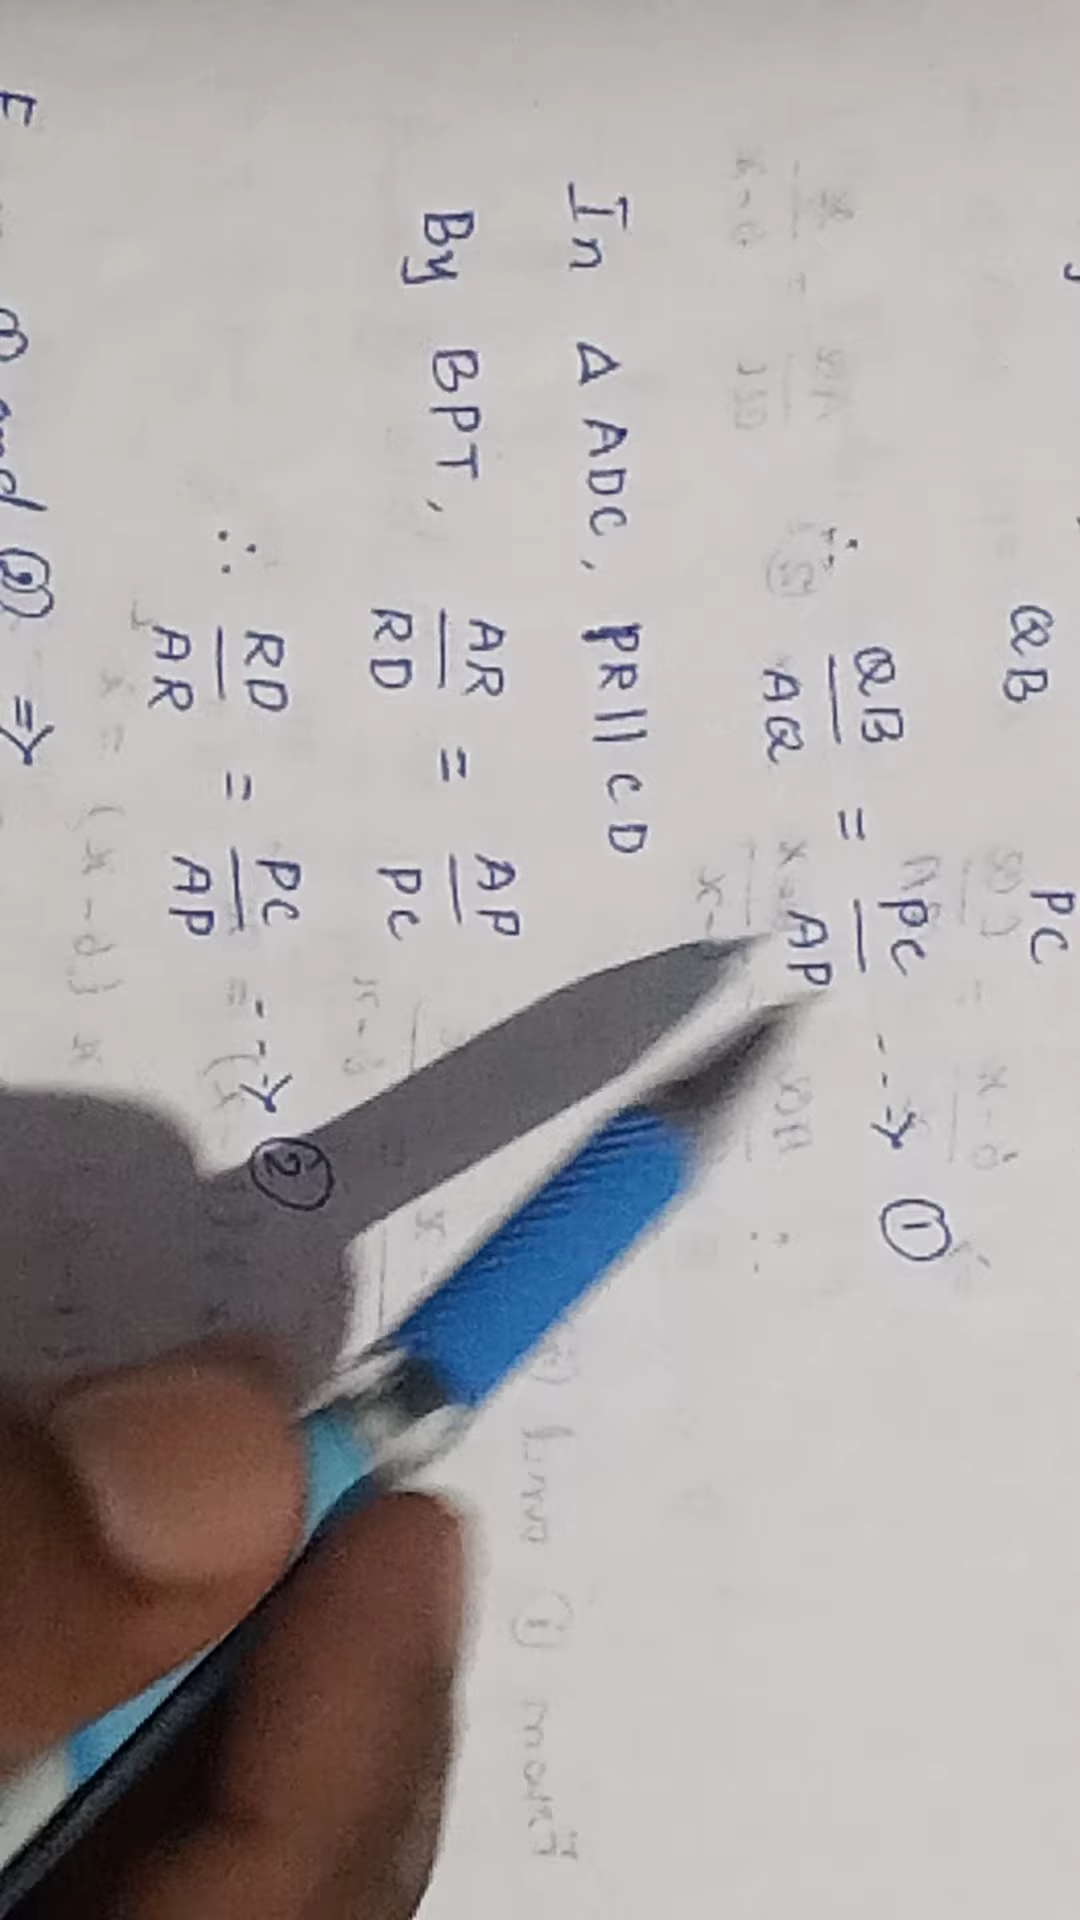 QB PC
∴ QB/AQ = PC/AP --→ ①
In Δ ADC, PR||CD
By BPT, AR/RD = AP/PC
∴ RD/AR = PC/AP --→ ②
and ② ⇒